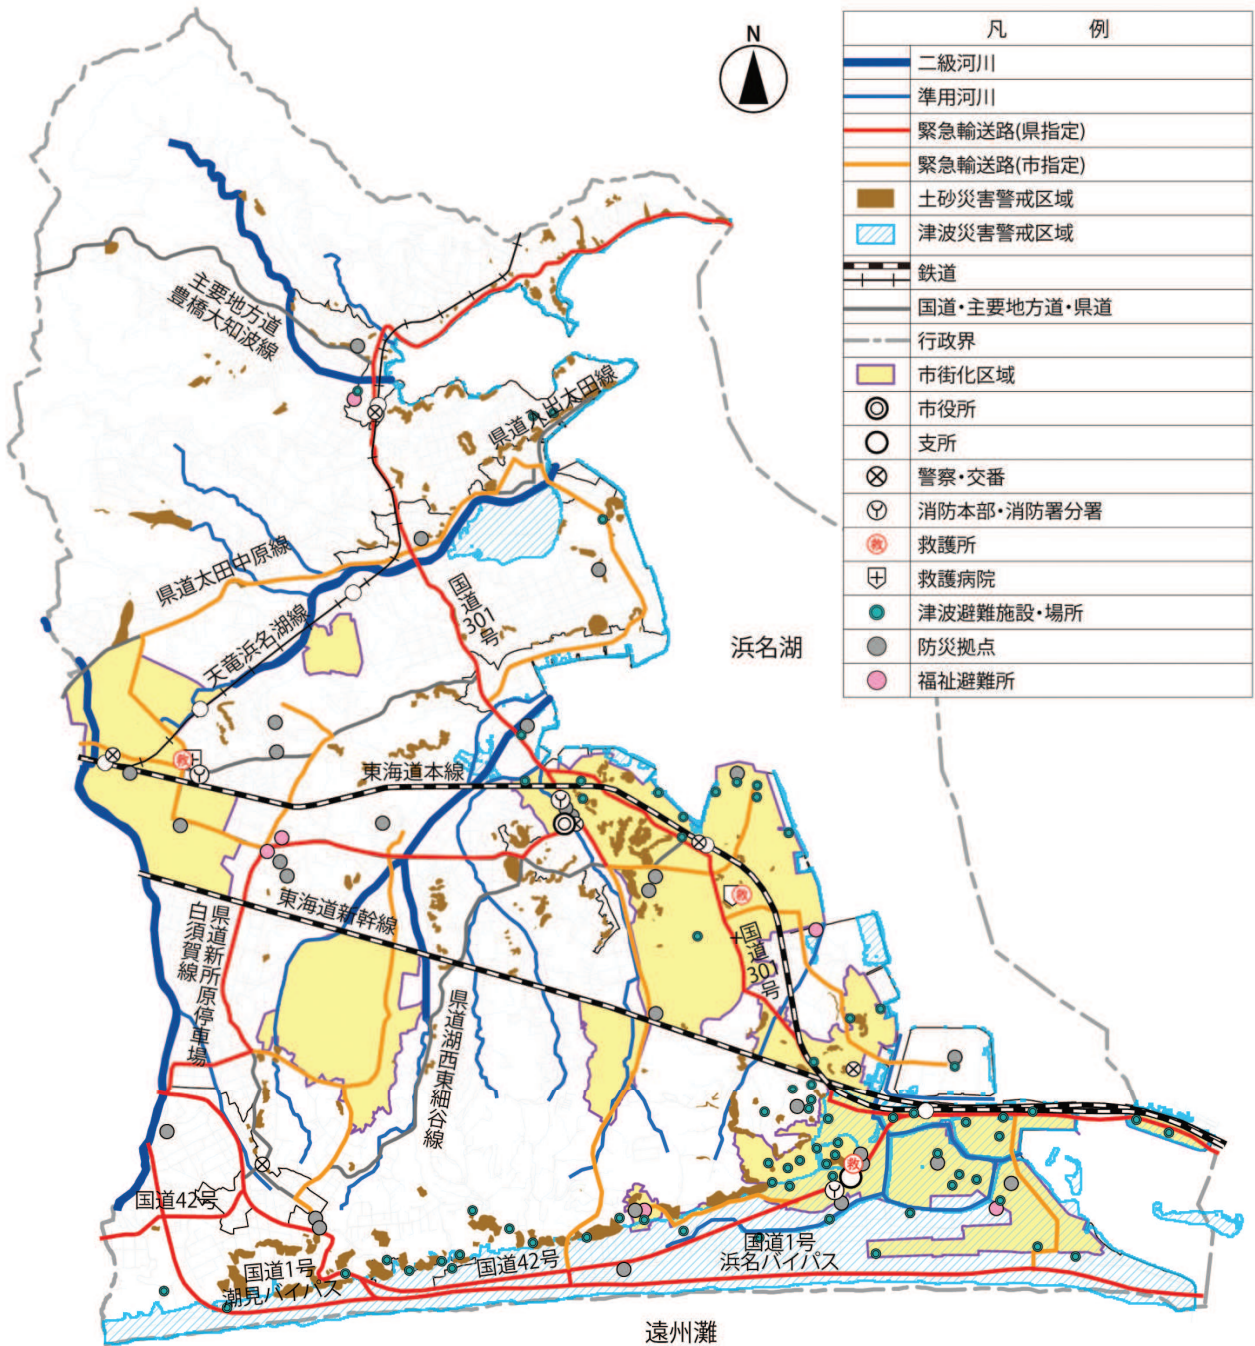 N
凡 例
二級河川
準用河川
緊急輸送路(県指定)
緊急輸送路(市指定)
土砂災害警戒区域
津波災害警戒区域
鉄道
国道・主要地方道・県道
行政界
市街化区域
市役所
支所
警察・交番
消防本部・消防署分署
救 救護所
救護病院
津波避難施設・場所
防災拠点
福祉避難所
主要地方道
豊橋大知波線
県道入出太田線
県道太田中原線
国道301号
天竜浜名湖線
浜名湖
救
東海道本線
東海道新幹線
救
国道301号
県道新所原停車場
白須賀線
県道湖西東細谷線
救
国道42号
国道1号
潮見バイパス
国道42号
国道1号
浜名バイパス
遠州灘